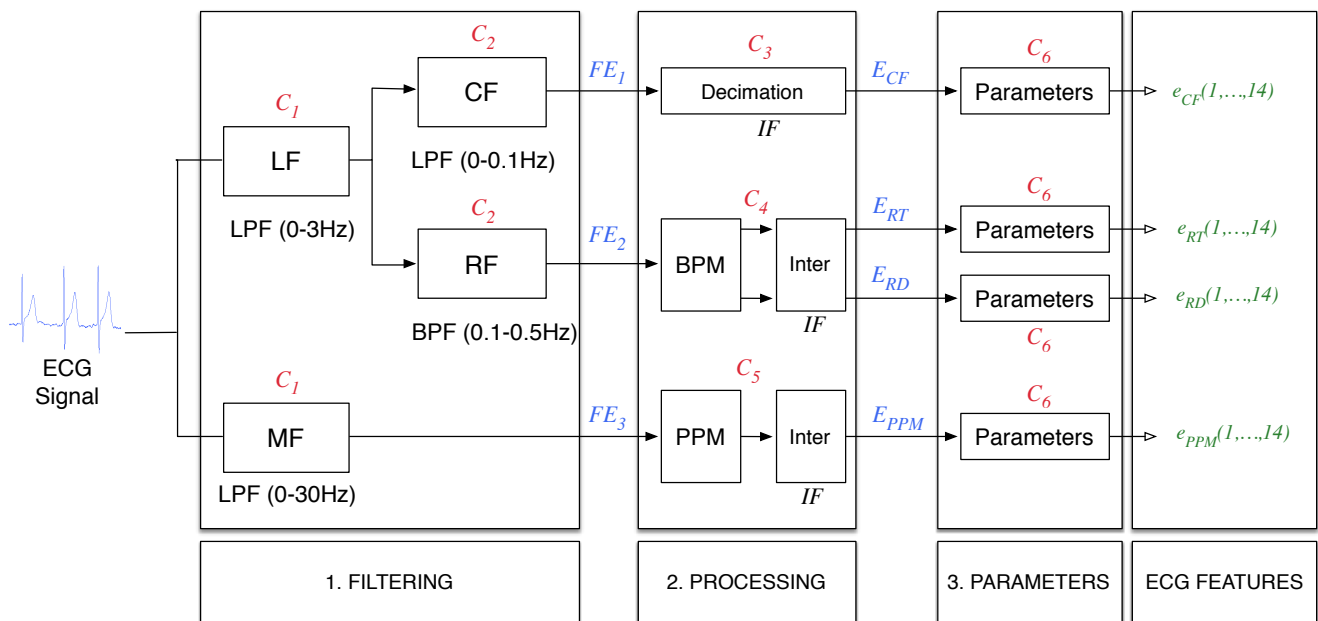 C2
C3
C6
FE1
ECF
CF
Decimation
Parameters
eCF(1,...,14)
C1
IF
LF
LPF (0-0.1Hz)
C2
C4
C6
LPF (0-3Hz)
FE2
ERT
Parameters
eRT(1,...,14)
RF
BPM
Inter
ERD
Parameters
eRD(1,...,14)
BPF (0.1-0.5Hz)
IF
C6
ECG
Signal
C1
C5
C6
FE3
EPPM
MF
PPM
Inter
Parameters
ePPM(1,...,14)
LPF (0-30Hz)
IF
1. FILTERING
2. PROCESSING
3. PARAMETERS
ECG FEATURES